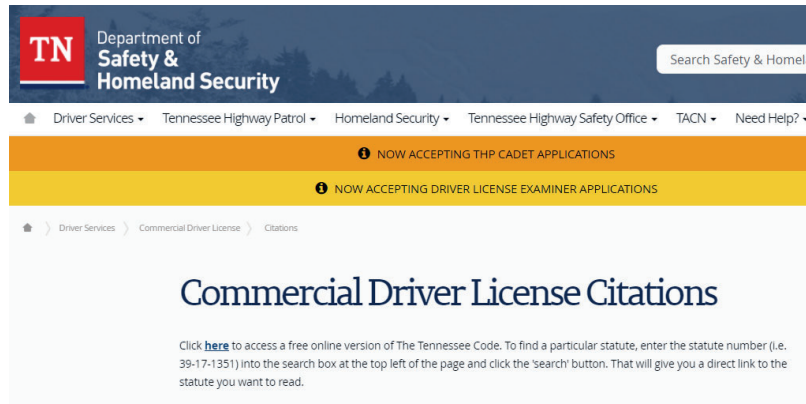 TN
Department of
Safety &
Homeland Security
Search Safety & Homel
Driver Services
Tennessee Highway Patrol
Homeland Security
Tennessee Highway Safety Office
TACN
Need Help?
NOW ACCEPTING THP CADET APPLICATIONS
NOW ACCEPTING DRIVER LICENSE EXAMINER APPLICATIONS
Driver Services
Commercial Driver License
Citations
Commercial Driver License Citations
Click here to access a free online version of The Tennessee Code. To find a particular statute, enter the statute number (i.e.
39-17-1351) into the search box at the top left of the page and click the 'search' button. That will give you a direct link to the
statute you want to read.